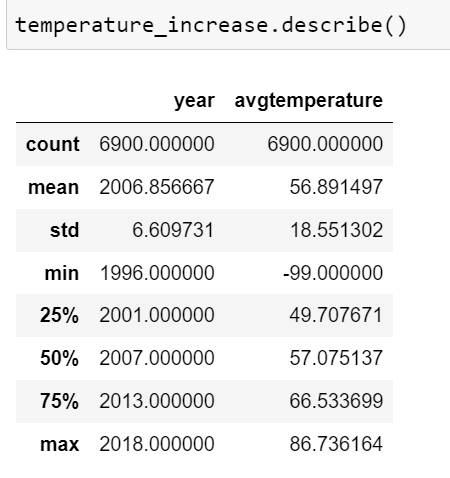 temperature_increase.describe()
year avgtemperature
count 6900.000000 6900.000000
mean 2006.856667 56.891497
std 6.609731 18.551302
min 1996.000000 -99.000000
25% 2001.000000 49.707671
50% 2007.000000 57.075137
75% 2013.000000 66.533699
max 2018.000000 86.736164